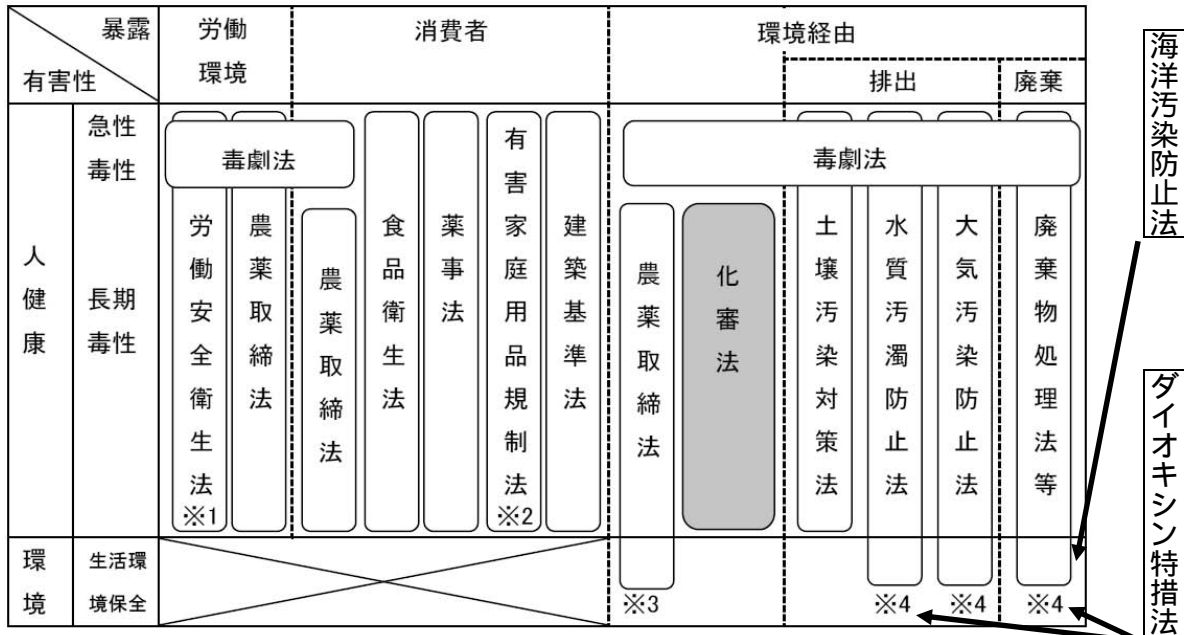 暴露
有害性
労働環境
消費者
環境経由
排出
廃棄
人健康
急性毒性
長期毒性
毒劇法
労働安全衛生法
※1
農薬取締法
農薬取締法
食品衛生法
薬事法
有害家庭用品規制法
※2
建築基準法
毒劇法
農薬取締法
化審法
土壌汚染対策法
水質汚濁防止法
大気汚染防止法
廃棄物処理法等
環境
生活環境保全
※3
※4
※4
※4
海洋汚染防止法
ダイオキシン特措法